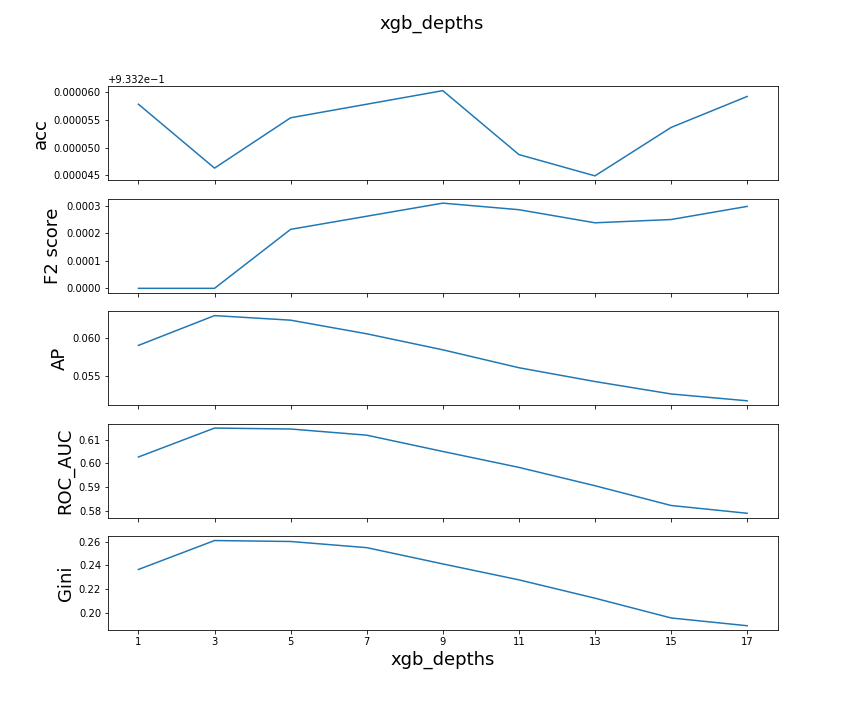 xgb_depths
+9.332e−1
0.000060
0.000055
0.000050
0.000045
acc
0.0003
0.0002
0.0001
0.0000
F2 score
0.060
0.055
AP
0.61
0.60
0.59
0.58
ROC_AUC
0.26
0.24
0.22
0.20
Gini
1 3 5 7 9 11 13 15 17
xgb_depths